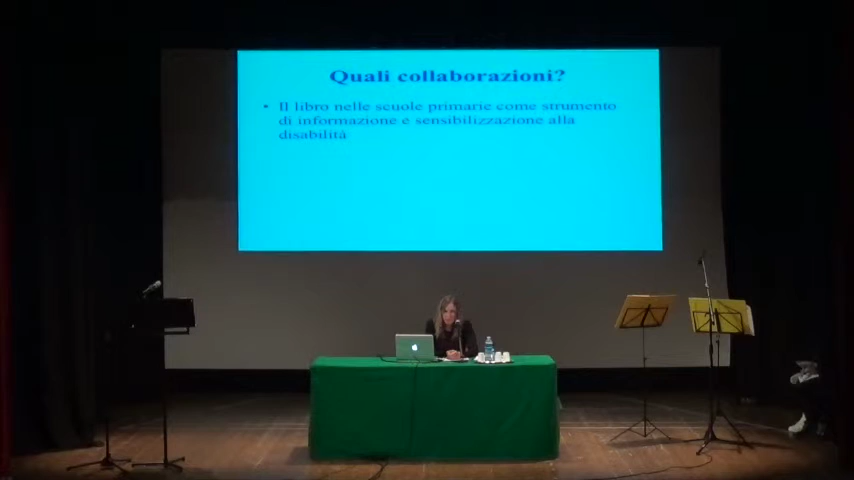 Quali collaborazioni?
• Il libro nelle scuole primarie come strumento
di informazione e sensibilizzazione alla
disabilità